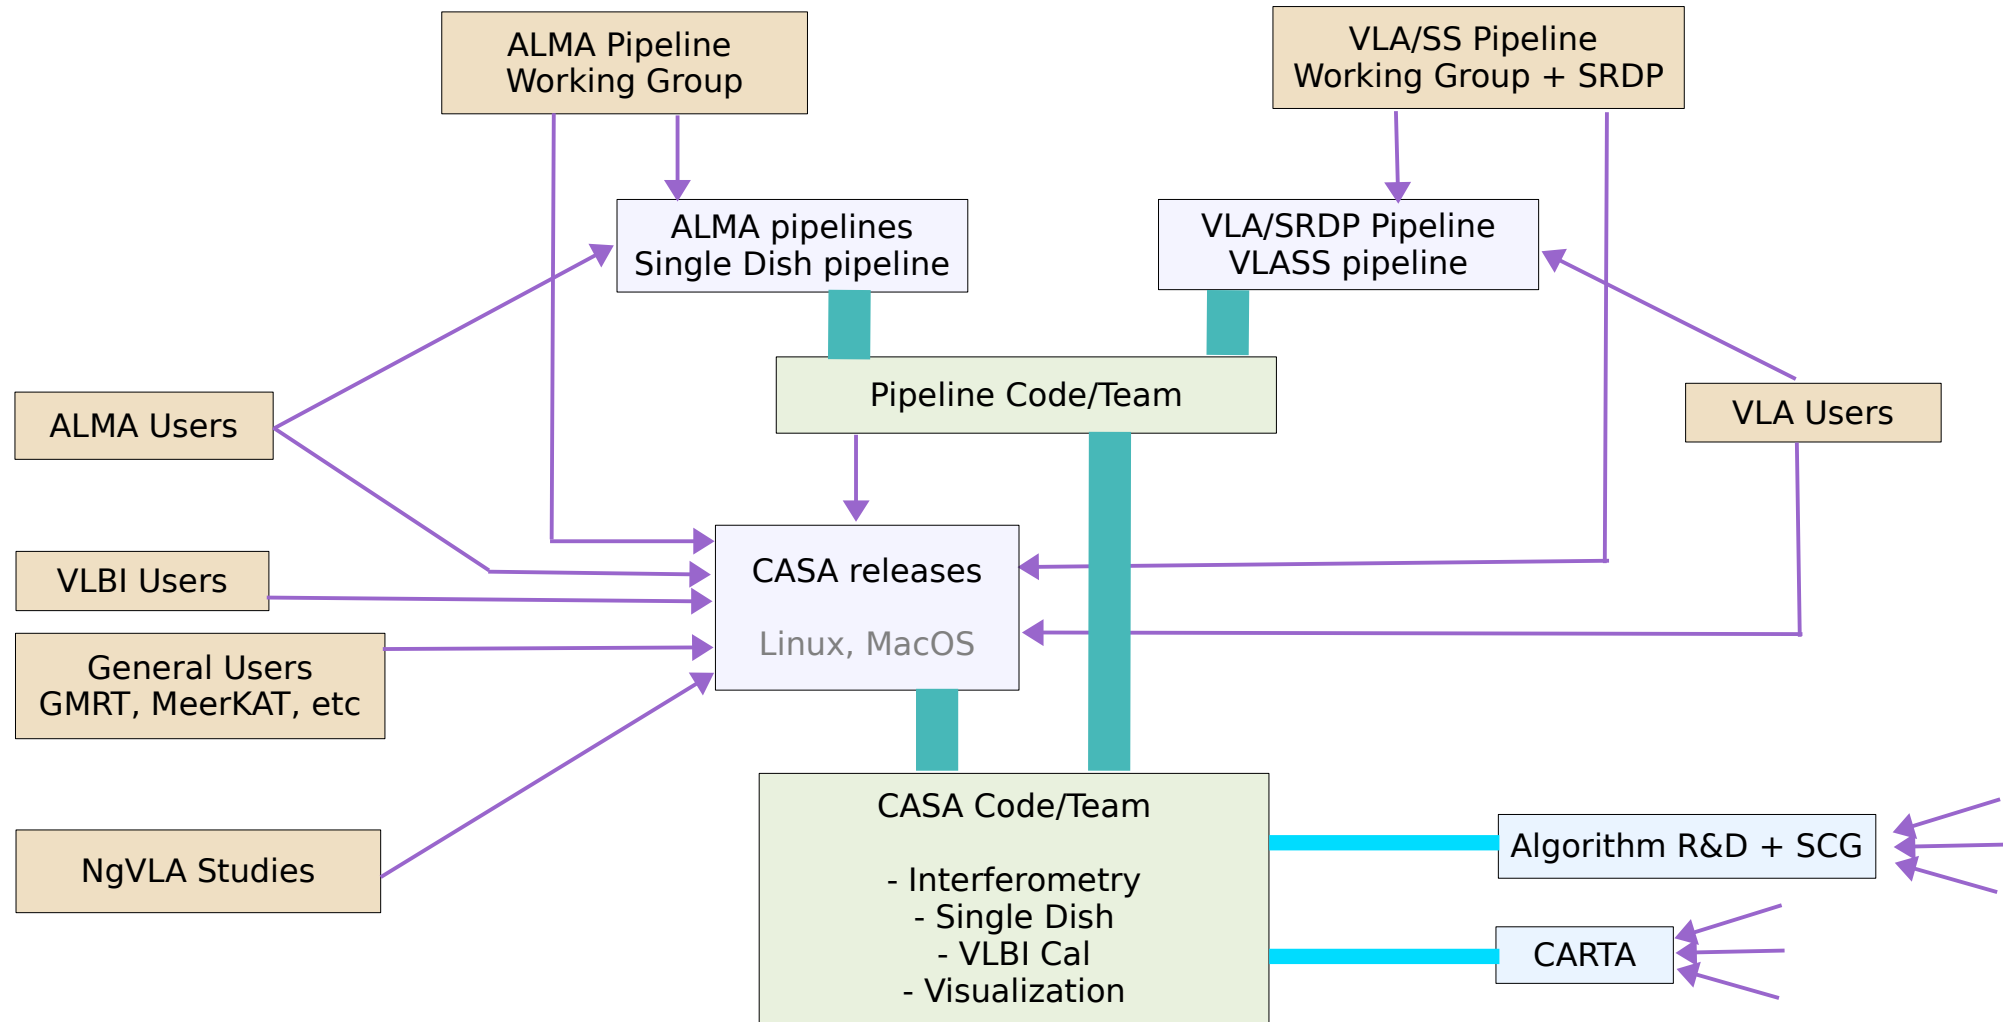 ALMA Pipeline
Working Group
VLA/SS Pipeline
Working Group + SRDP
ALMA pipelines
Single Dish pipeline
VLA/SRDP Pipeline
VLASS pipeline
Pipeline Code/Team
ALMA Users
VLA Users
CASA releases
Linux, MacOS
VLBI Users
General Users
GMRT, MeerKAT, etc
NgVLA Studies
CASA Code/Team
- Interferometry
- Single Dish
- VLBI Cal
- Visualization
Algorithm R&D + SCG
CARTA